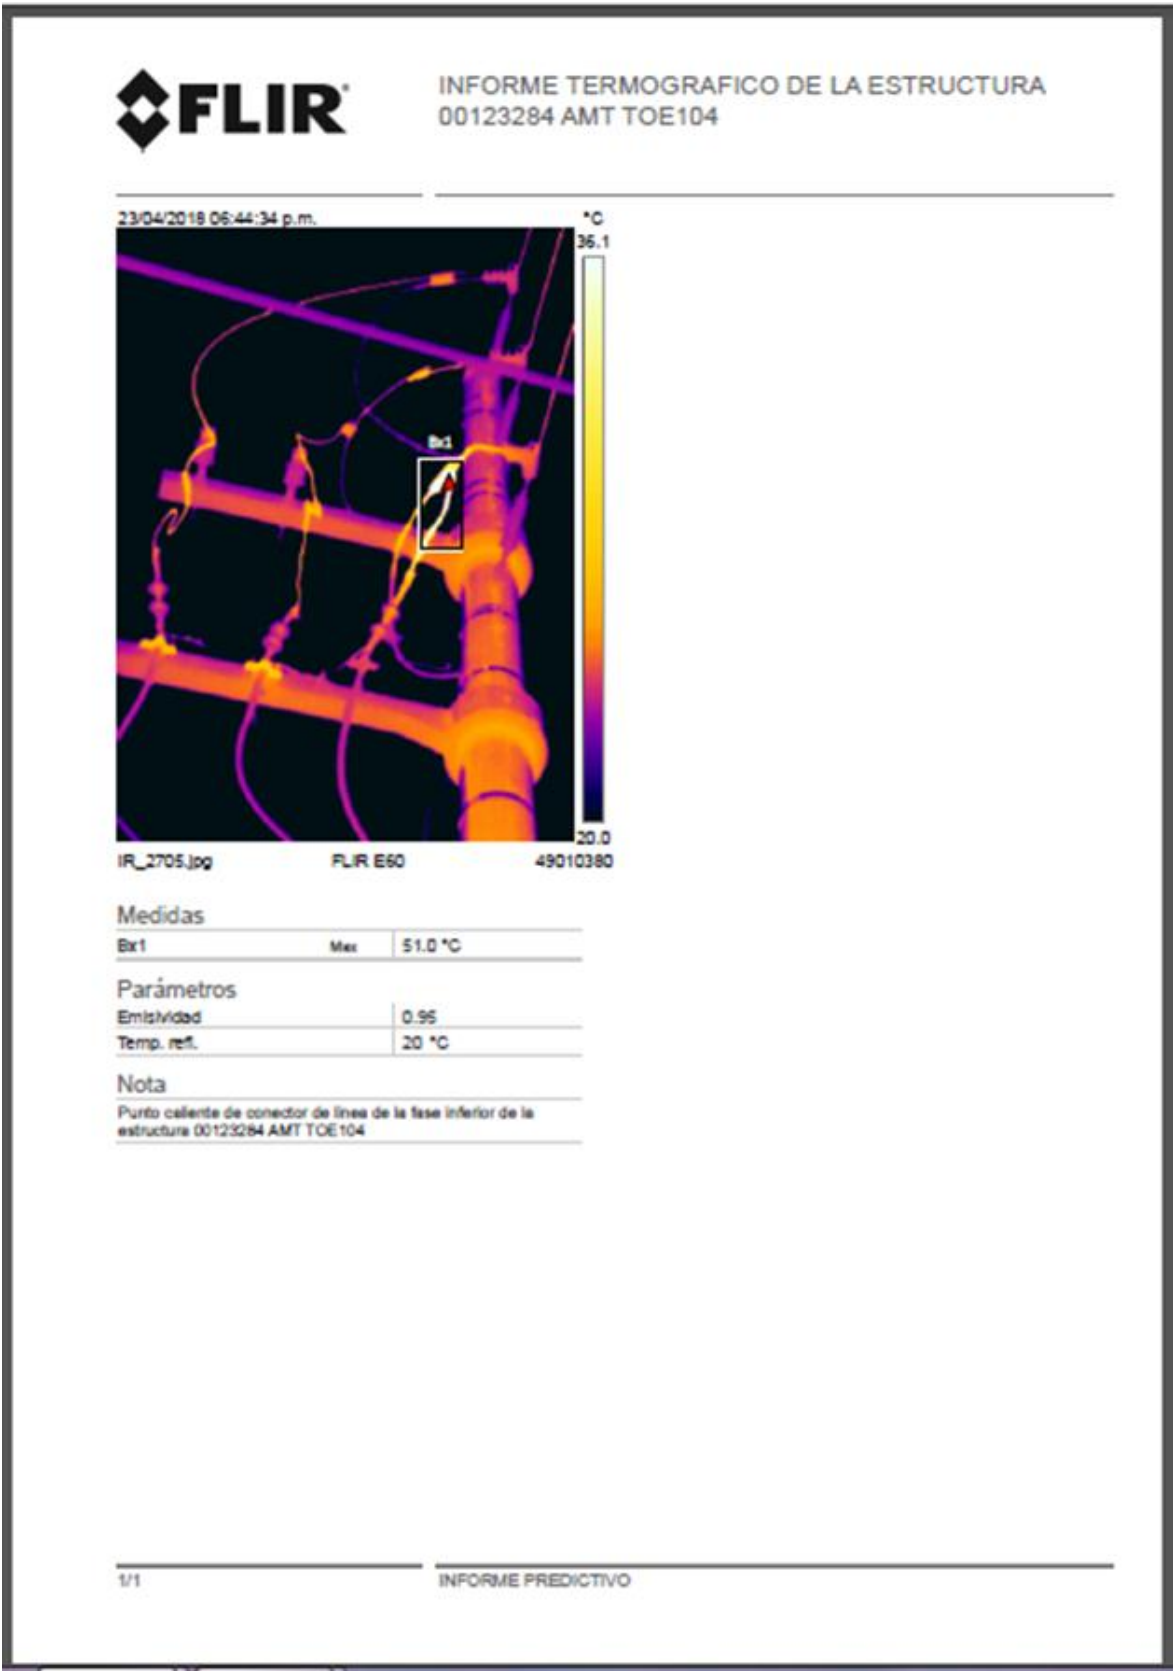 FLIR
INFORME TERMOGRAFICO DE LA ESTRUCTURA
00123284 AMT TOE104
23/04/2018 06:44:34 p.m.
°C
36.1
Bx1
20.0
IR_2705.jpg FLIR E60 49010380
Medidas
Bx1 Max 51.0 °C
Parámetros
Emisividad 0.95
Temp. refl. 20 °C
Nota
Punto caliente de conector de linea de la fase inferior de la
estructura 00123284 AMT TOE104
1/1 INFORME PREDICTIVO